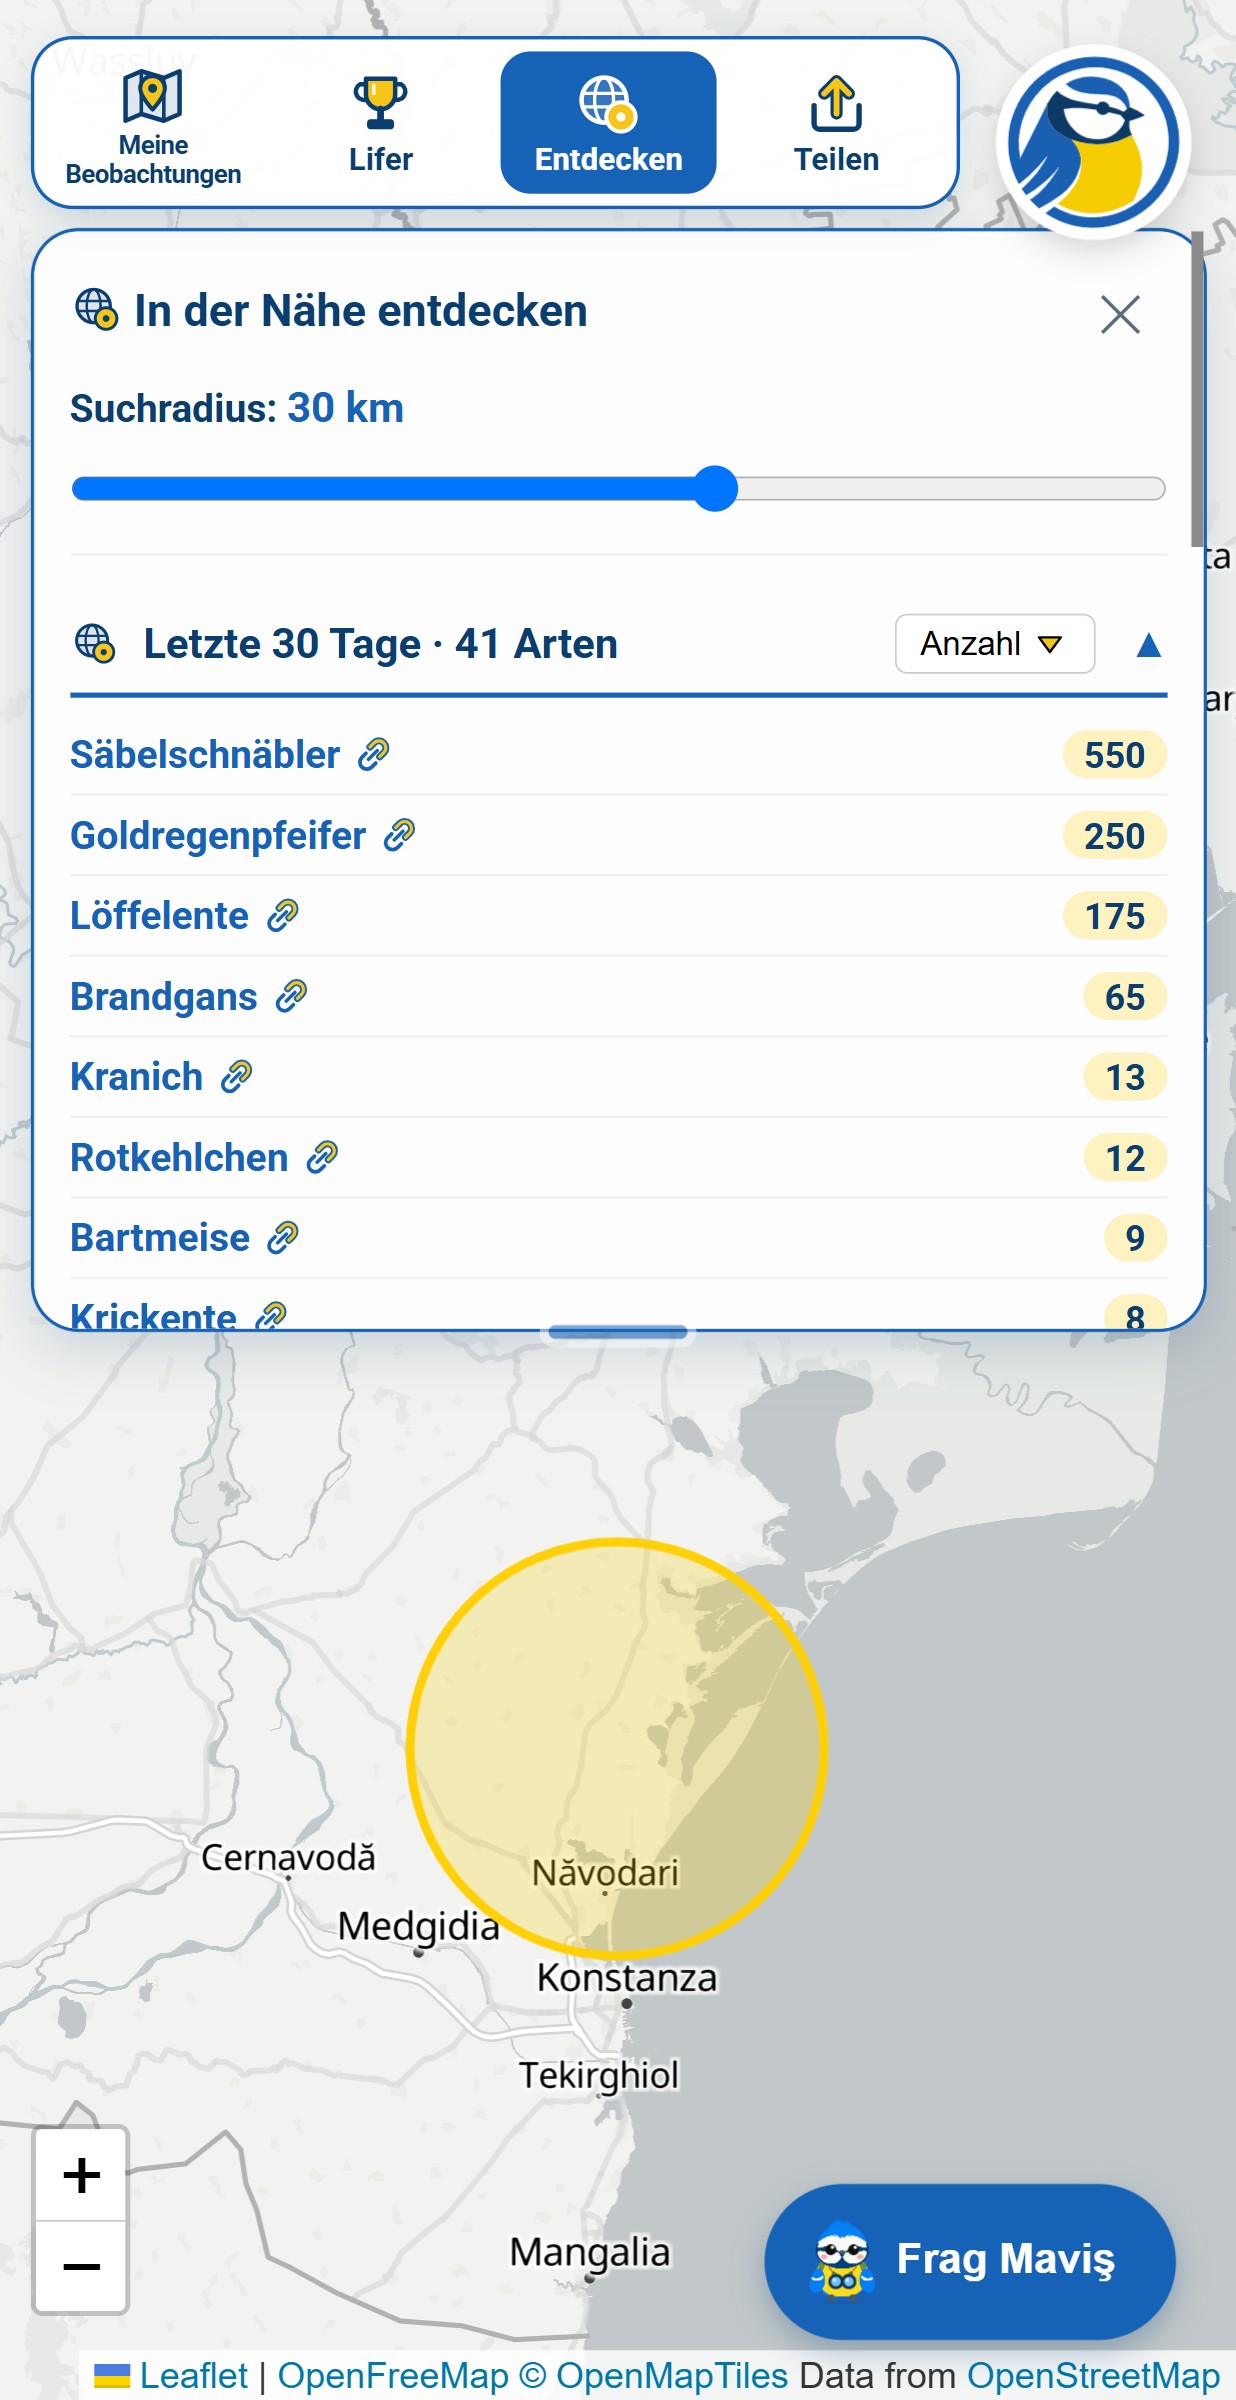 Wassluy
Meine
Beobachtungen
Lifer
Entdecken
Teilen
In der Nähe entdecken
Suchradius: 30 km
Letzte 30 Tage · 41 Arten
Anzahl
Säbelschnäbler 550
Goldregenpfeifer 250
Löffelente 175
Brandgans 65
Kranich 13
Rotkehlchen 12
Bartmeise 9
Krickente 8
Cernavodă
Năvodari
Medgidia
Konstanza
Tekirghiol
+
−
Mangalia
Frag Maviş
Leaflet | OpenFreeMap © OpenMapTiles Data from OpenStreetMap